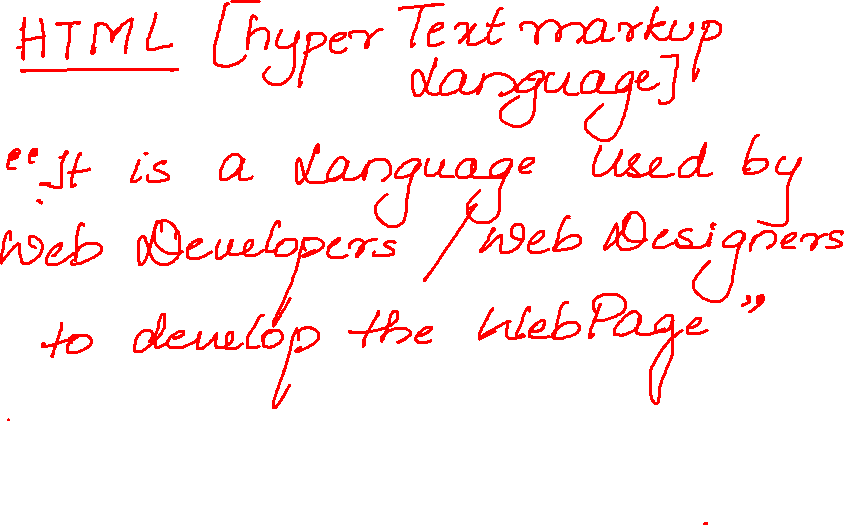 HTML [hyper Text markup
Language]
"It is a Language Used by
Web Developers / Web Designers
to develop the WebPage"